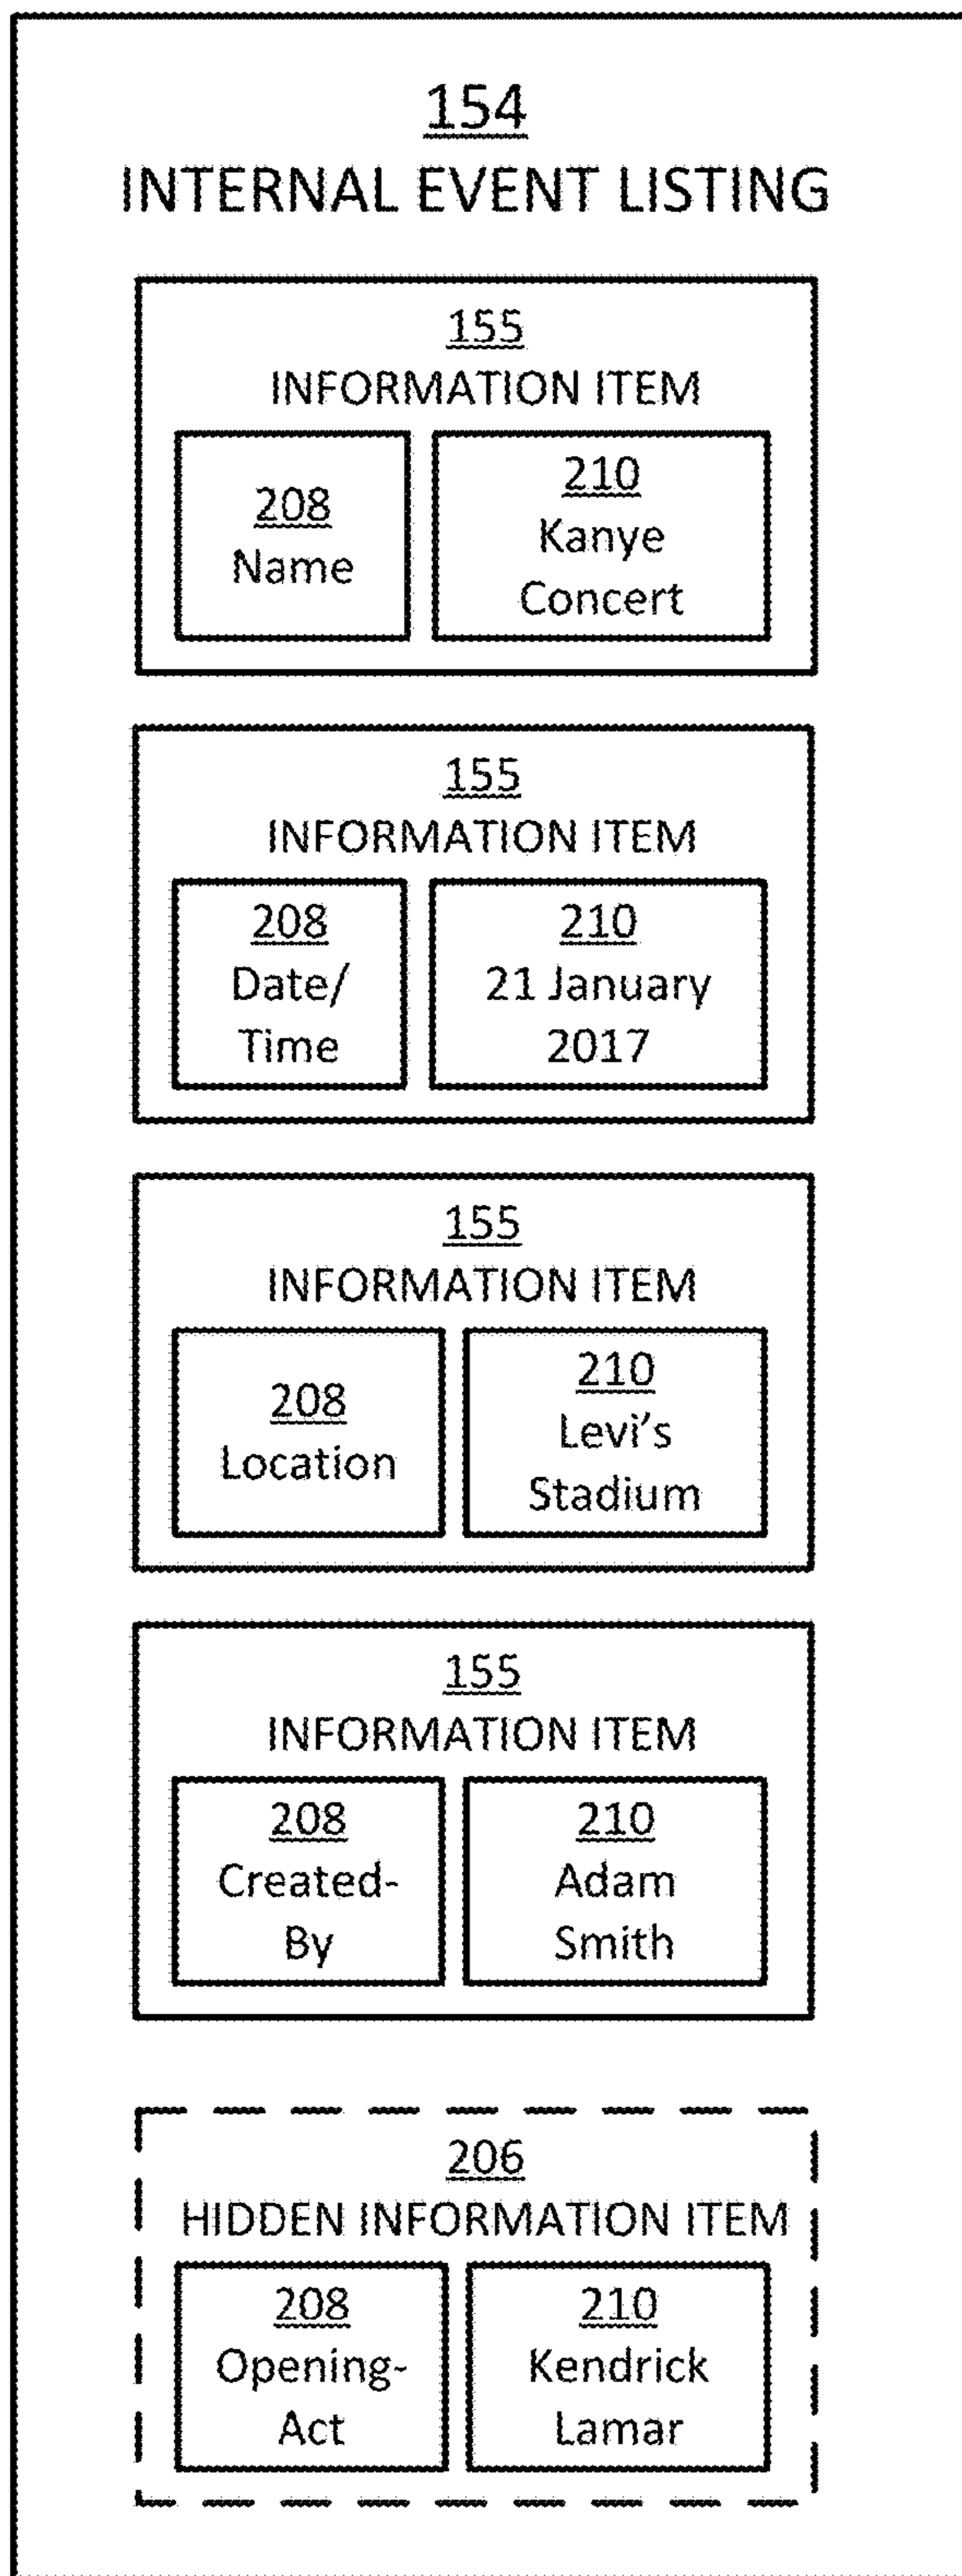 154
INTERNAL EVENT LISTING
155
INFORMATION ITEM
208
Name
210
Kanye
Concert
155
INFORMATION ITEM
208
Date/
Time
210
21 January
2017
155
INFORMATION ITEM
208
Location
210
Levi's
Stadium
155
INFORMATION ITEM
208
Created-
By
210
Adam
Smith
206
HIDDEN INFORMATION ITEM
208
Opening-
Act
210
Kendrick
Lamar